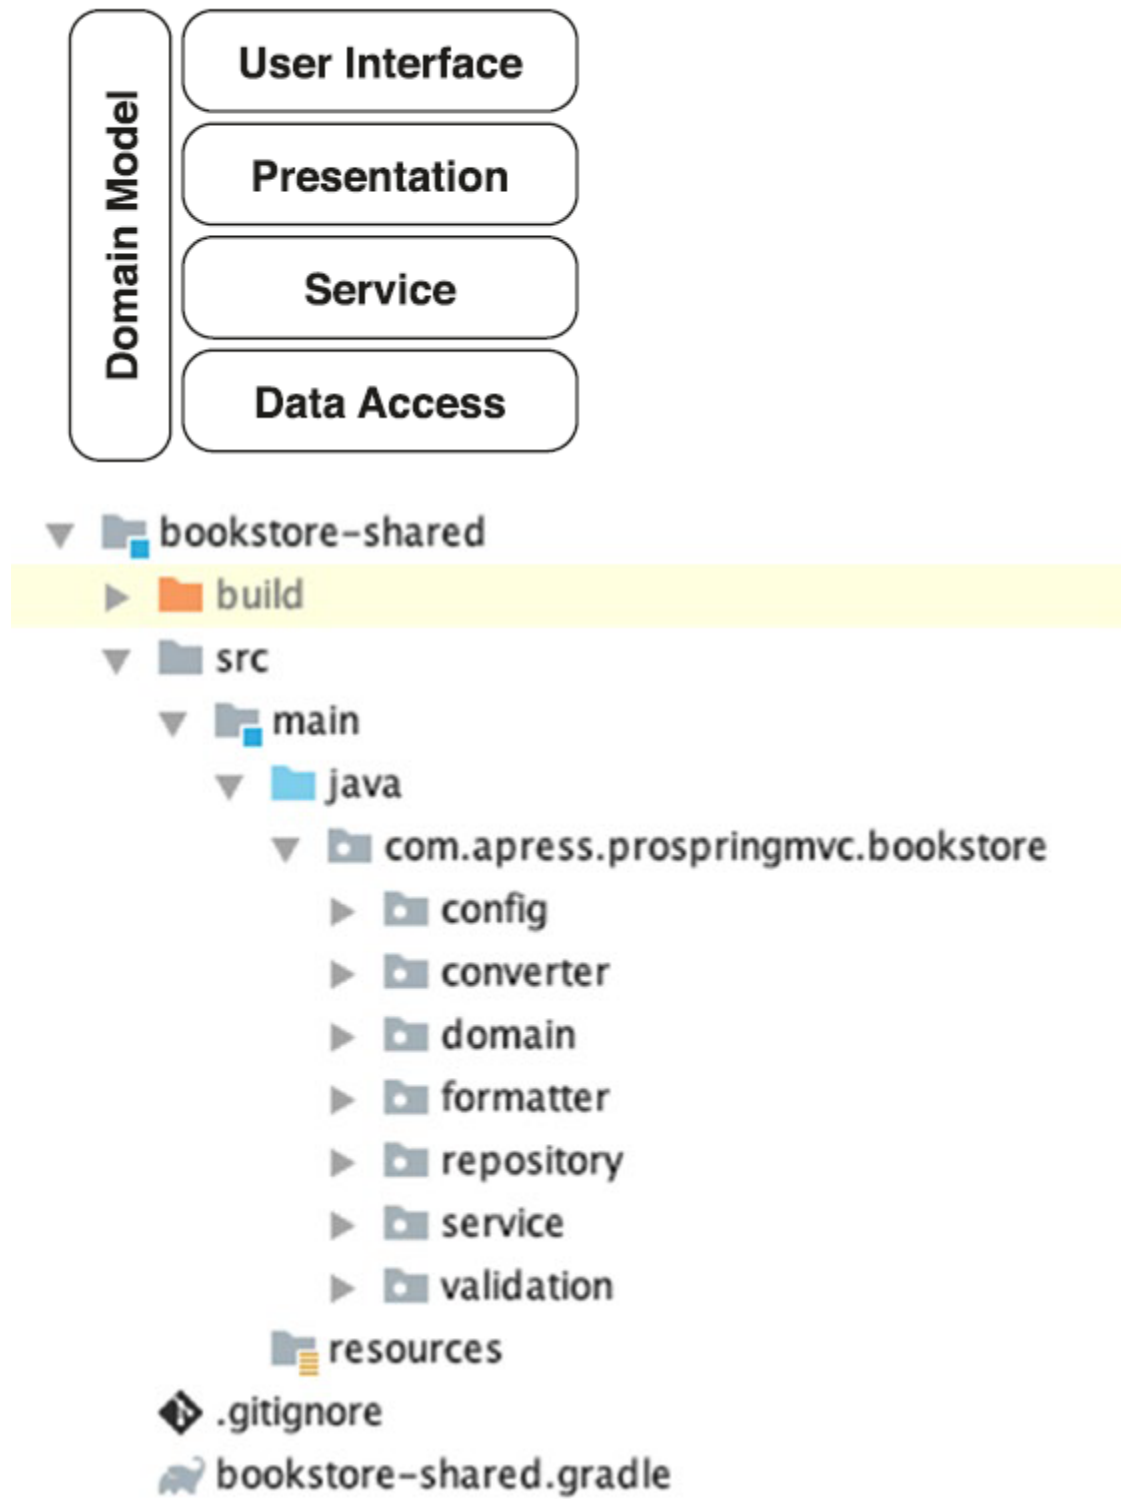 Domain Model
User Interface
Presentation
Service
Data Access
bookstore-shared
build
src
main
java
com.apress.prospringmvc.bookstore
config
converter
domain
formatter
repository
service
validation
resources
.gitignore
bookstore-shared.gradle